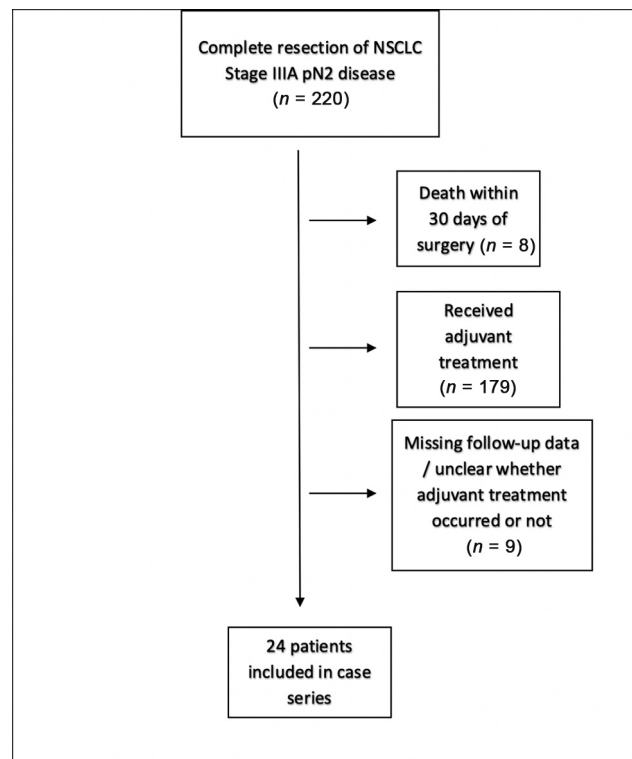 Complete resection of NSCLC
Stage IIIA pN2 disease
(n = 220)
Death within
30 days of
surgery (n = 8)
Received
adjuvant
treatment
(n = 179)
Missing follow-up data
/ unclear whether
adjuvant treatment
occurred or not
(n = 9)
24 patients
included in case
series